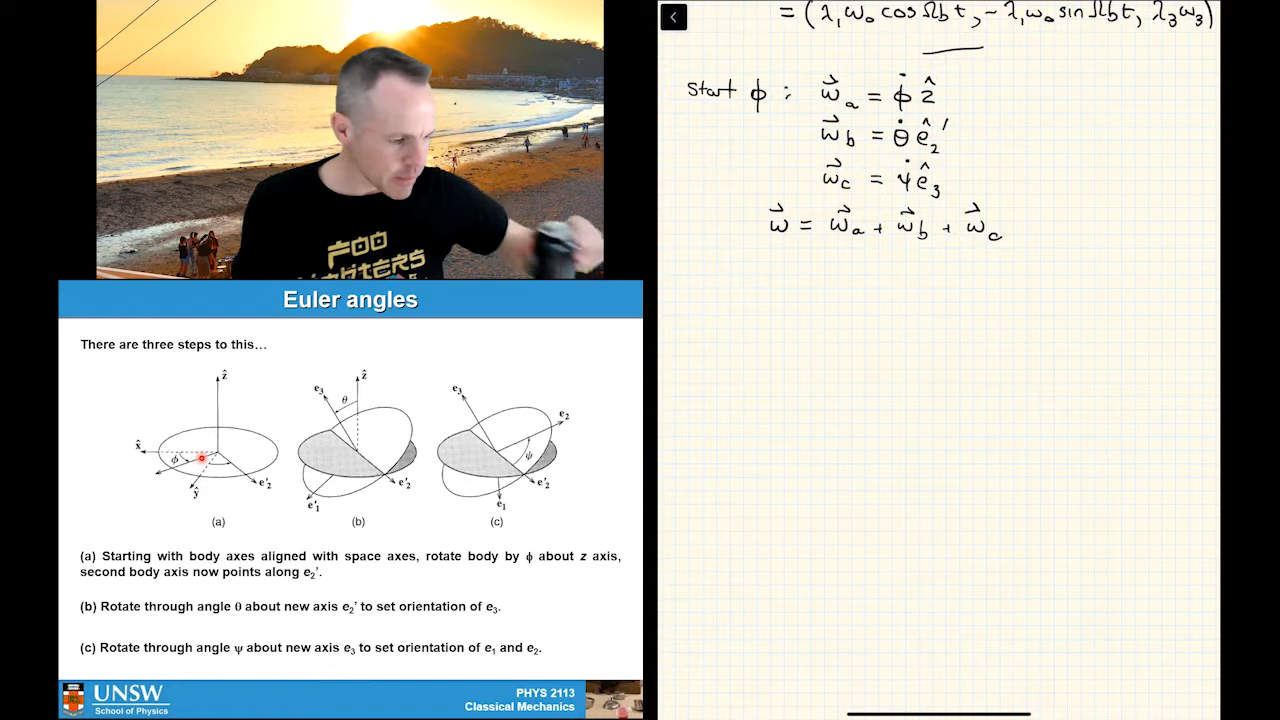 FOO
FIGHTERS
Euler angles
There are three steps to this…
ẑ
x̂
ϕ
ŷ
e'₂
(a)
e₃
θ
ẑ
e'₂
e'₁
(b)
e₃
e₂
ψ
e'₂
e₁
(c)
(a) Starting with body axes aligned with space axes, rotate body by ϕ about z axis,
second body axis now points along e₂'.
(b) Rotate through angle θ about new axis e₂' to set orientation of e₃.
(c) Rotate through angle ψ about new axis e₃ to set orientation of e₁ and e₂.
UNSW
School of Physics
PHYS 2113
Classical Mechanics
= (λ₁ω₀ cos Ωbt, - λ₁ω₀ sin Ωbt, λ₃ω₃)
Start ϕ : ω⃗a = ϕ̇ ẑ
ω⃗b = θ̇ ê₂'
ω⃗c = ψ̇ ê₃
ω⃗ = ω⃗a + ω⃗b + ω⃗c